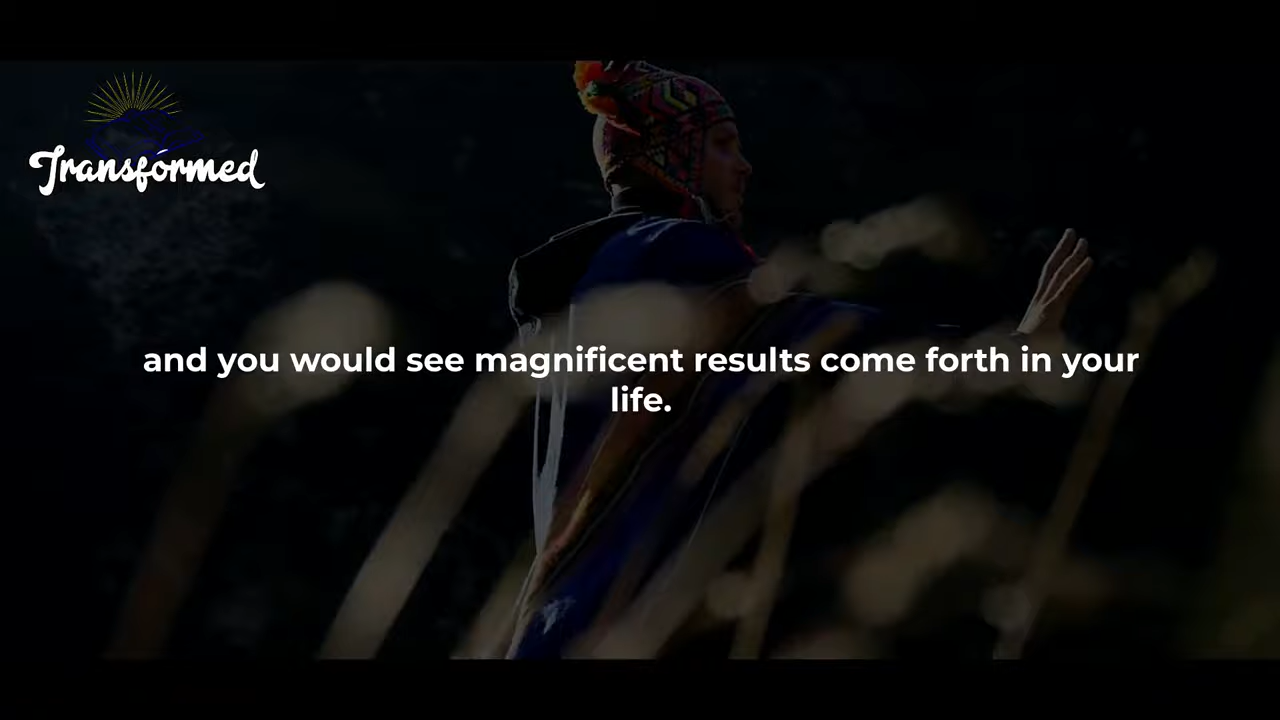 Transformed
and you would see magnificent results come forth in your
life.